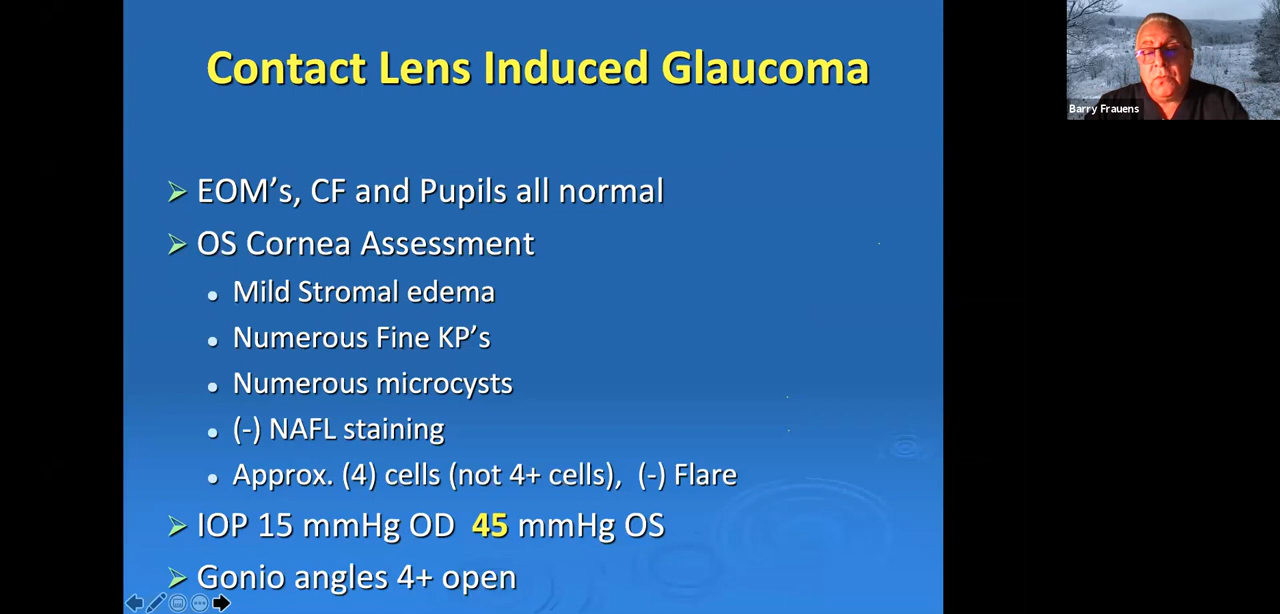 Contact Lens Induced Glaucoma
EOM's, CF and Pupils all normal
OS Cornea Assessment
Mild Stromal edema
Numerous Fine KP's
Numerous microcysts
(-) NAFL staining
Approx. (4) cells (not 4+ cells), (-) Flare
IOP 15 mmHg OD 45 mmHg OS
Gonio angles 4+ open
Barry Frauens